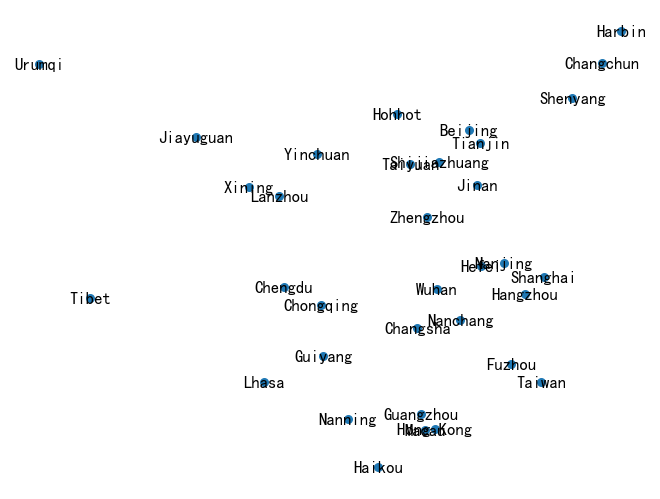 Harbin
Urumqi
Changchun
Shenyang
Hohhot
Beijing
Jiayuguan
Tianjin
Yinchuan
Taiyuan
Shijiazhuang
Xining
Jinan
Lanzhou
Zhengzhou
Nanjing
Hefei
Shanghai
Chengdu
Wuhan
Hangzhou
Tibet
Chongqing
Nanchang
Changsha
Guiyang
Fuzhou
Lhasa
Taiwan
Guangzhou
Nanning
Hong Kong
Macau
Haikou